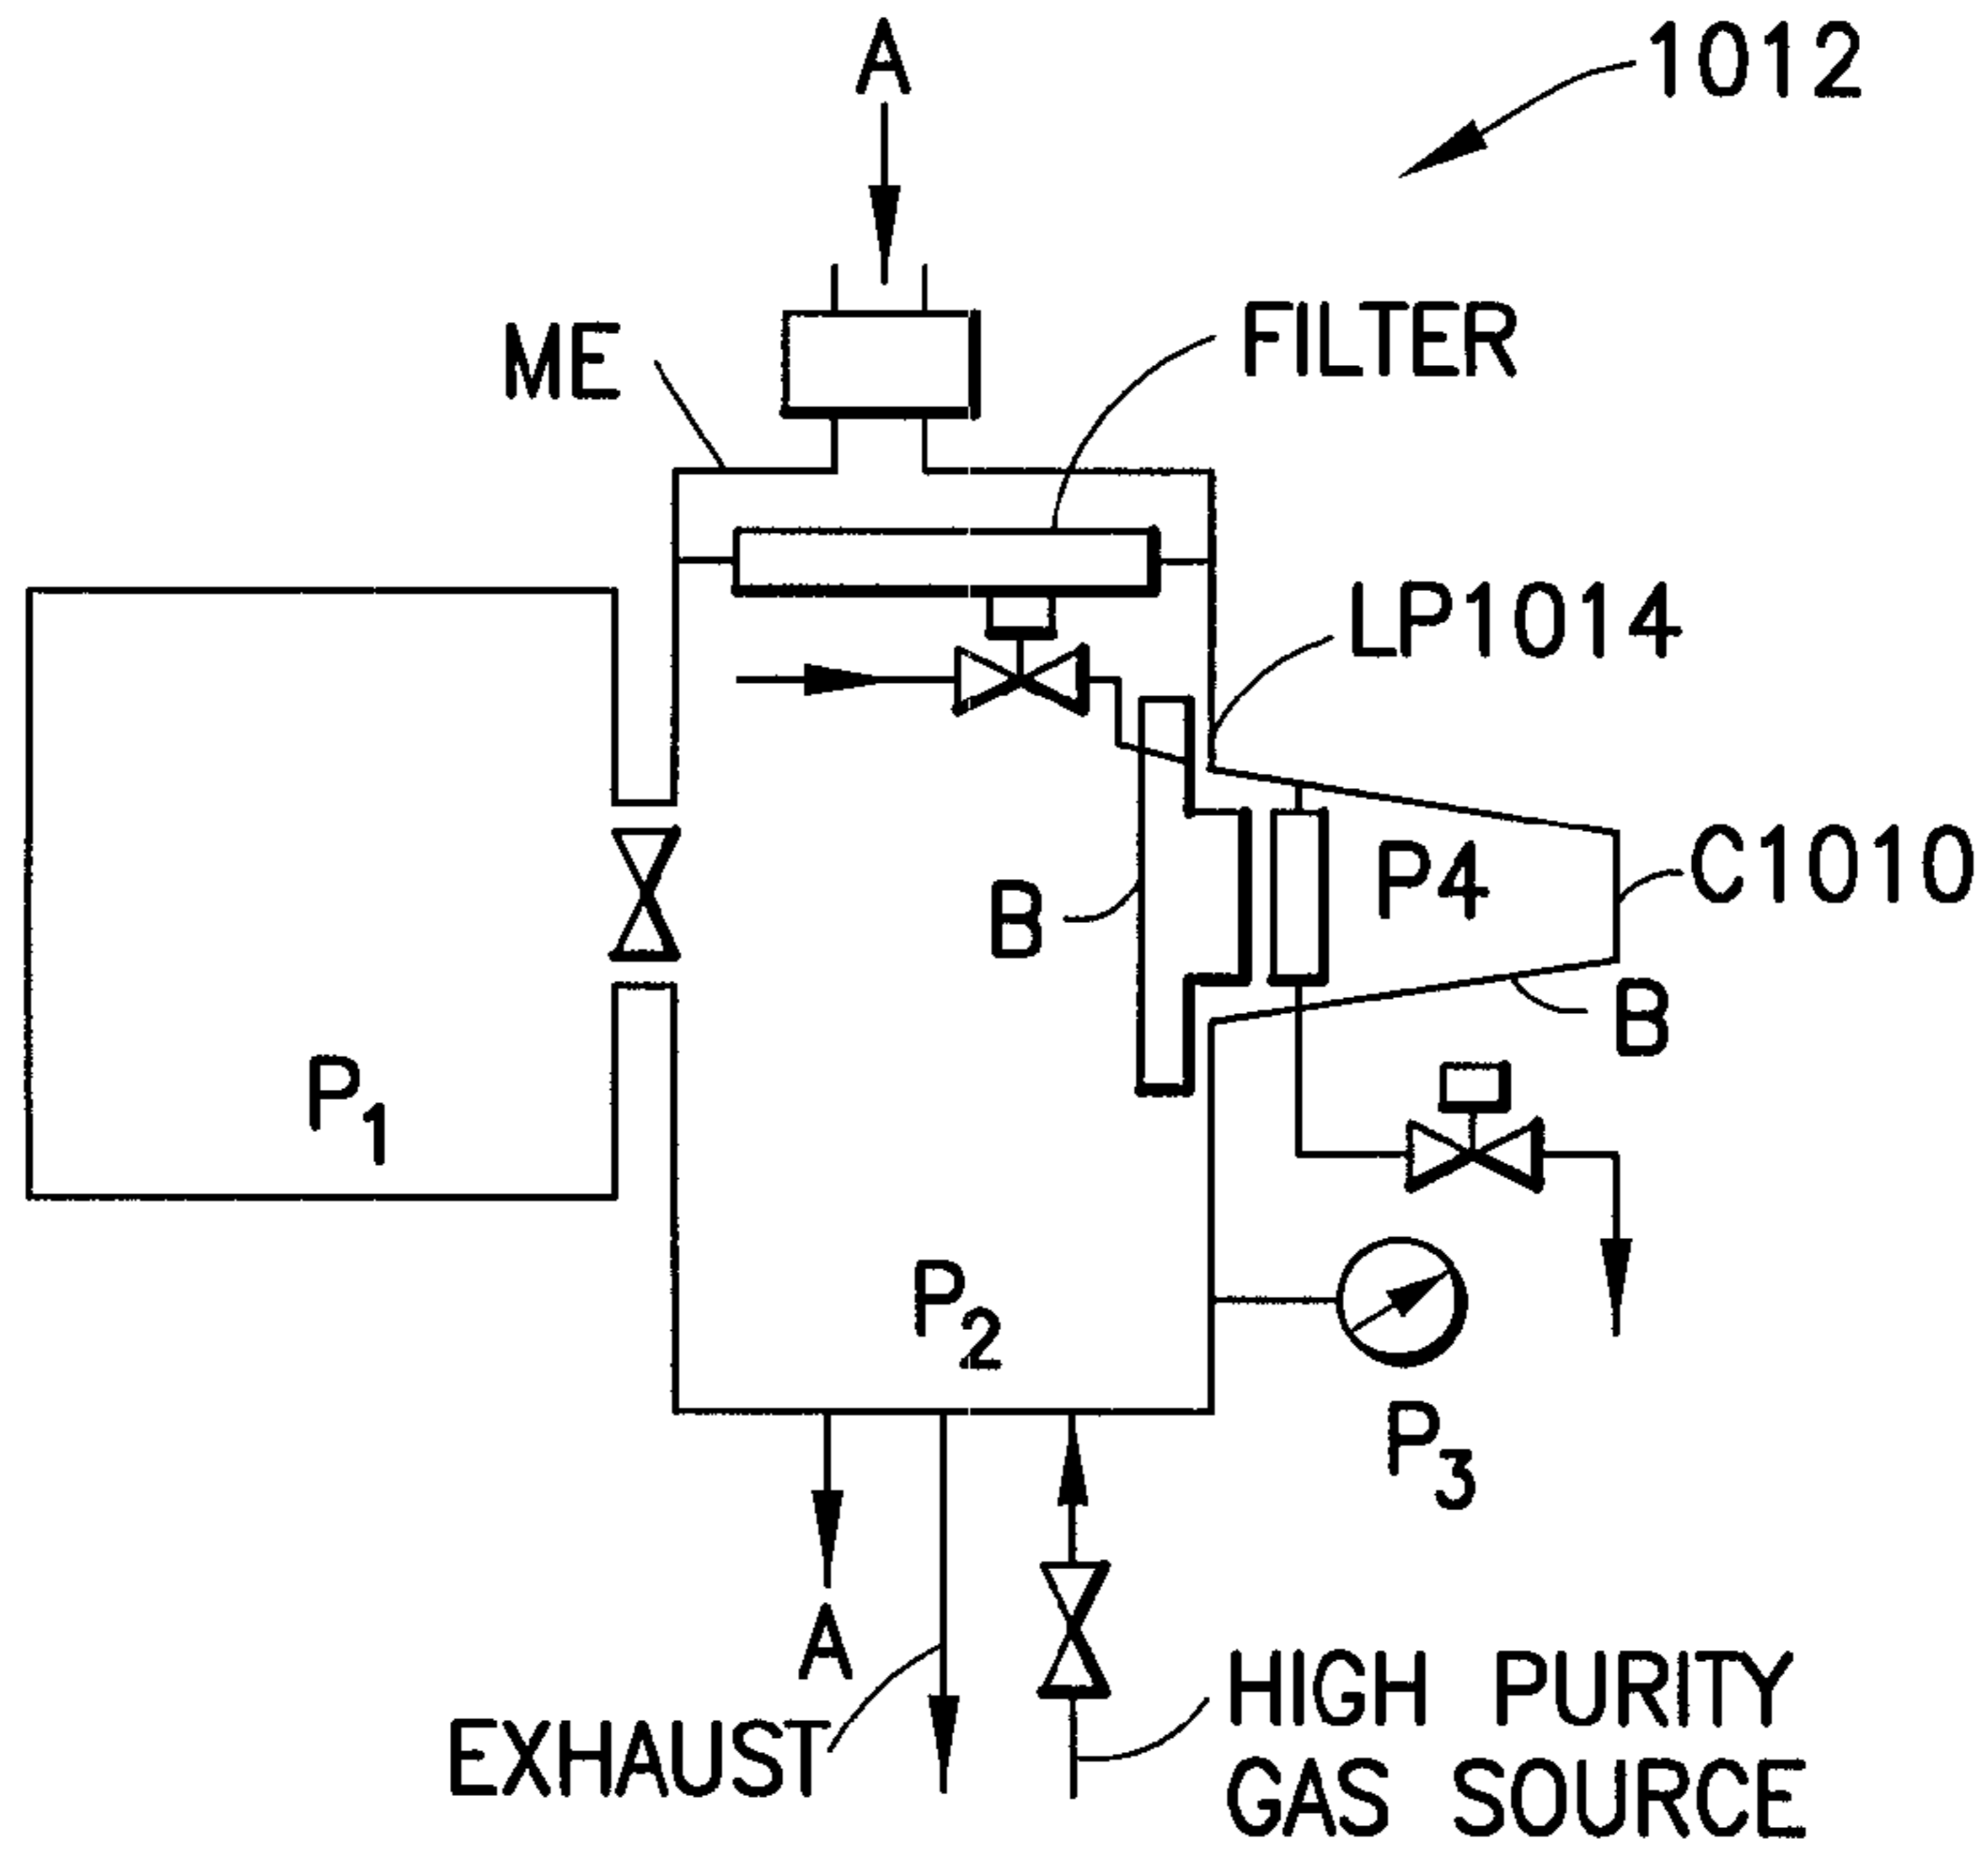 A
1012
ME
FILTER
LP1014
P4
C1010
B
B
P1
P2
P3
A
EXHAUST
HIGH PURITY
GAS SOURCE